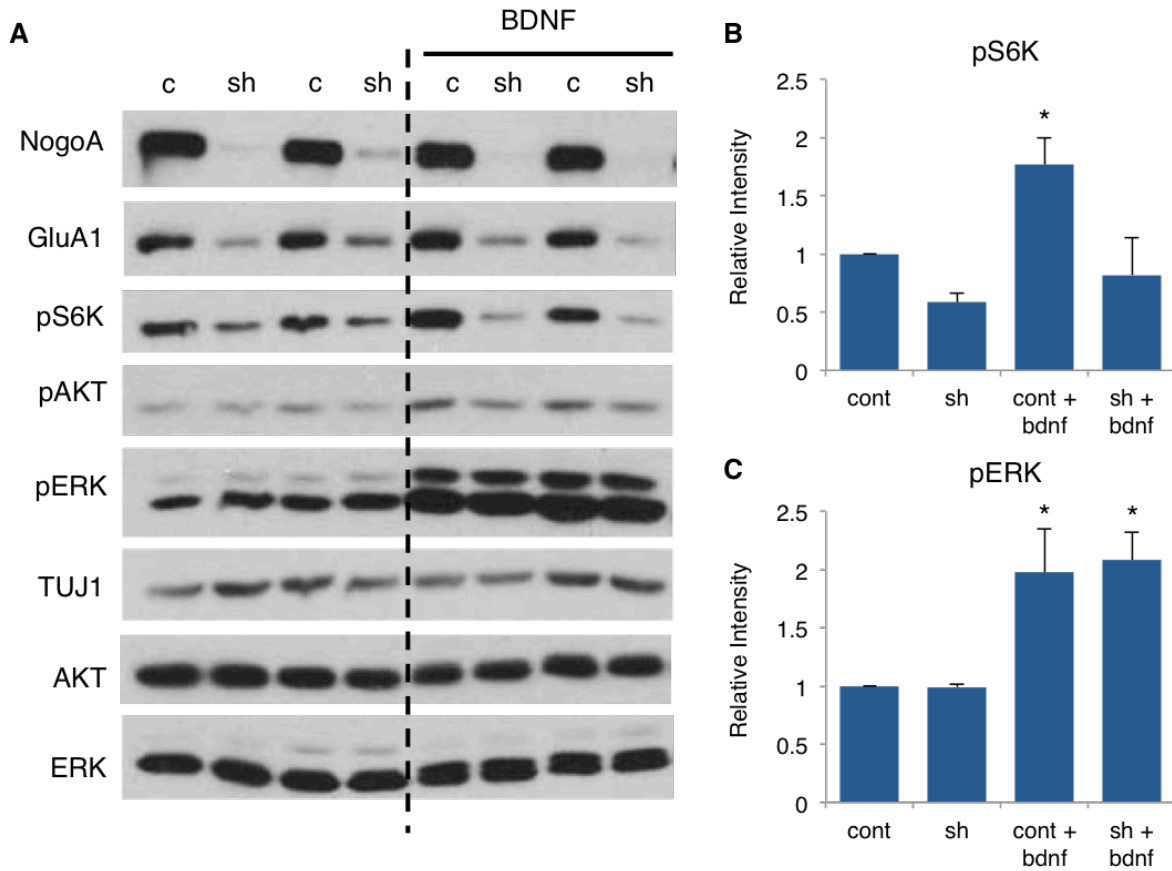 A
BDNF
c sh c sh c sh c sh
NogoA
GluA1
pS6K
pAKT
pERK
TUJ1
AKT
ERK
B
pS6K
Relative Intensity
2.5
2
1.5
1
0.5
0
*
cont sh cont + sh +
bdnf bdnf
C
pERK
Relative Intensity
2.5
2
1.5
1
0.5
0
* *
cont sh cont + sh +
bdnf bdnf